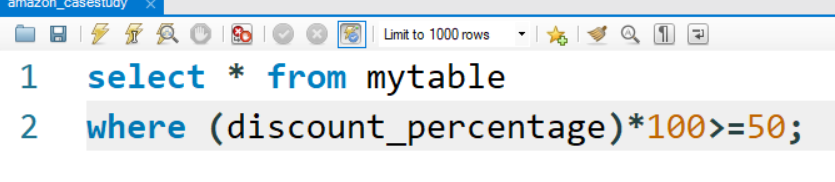 amazon_casestudy
Limit to 1000 rows
1 select * from mytable
2 where (discount_percentage)*100>=50;